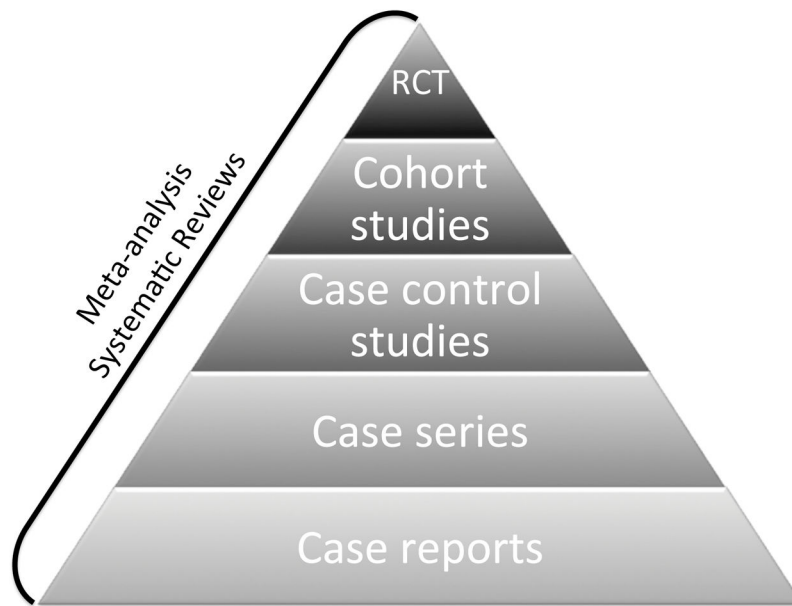 Meta-analysis
Systematic Reviews
RCT
Cohort
studies
Case control
studies
Case series
Case reports